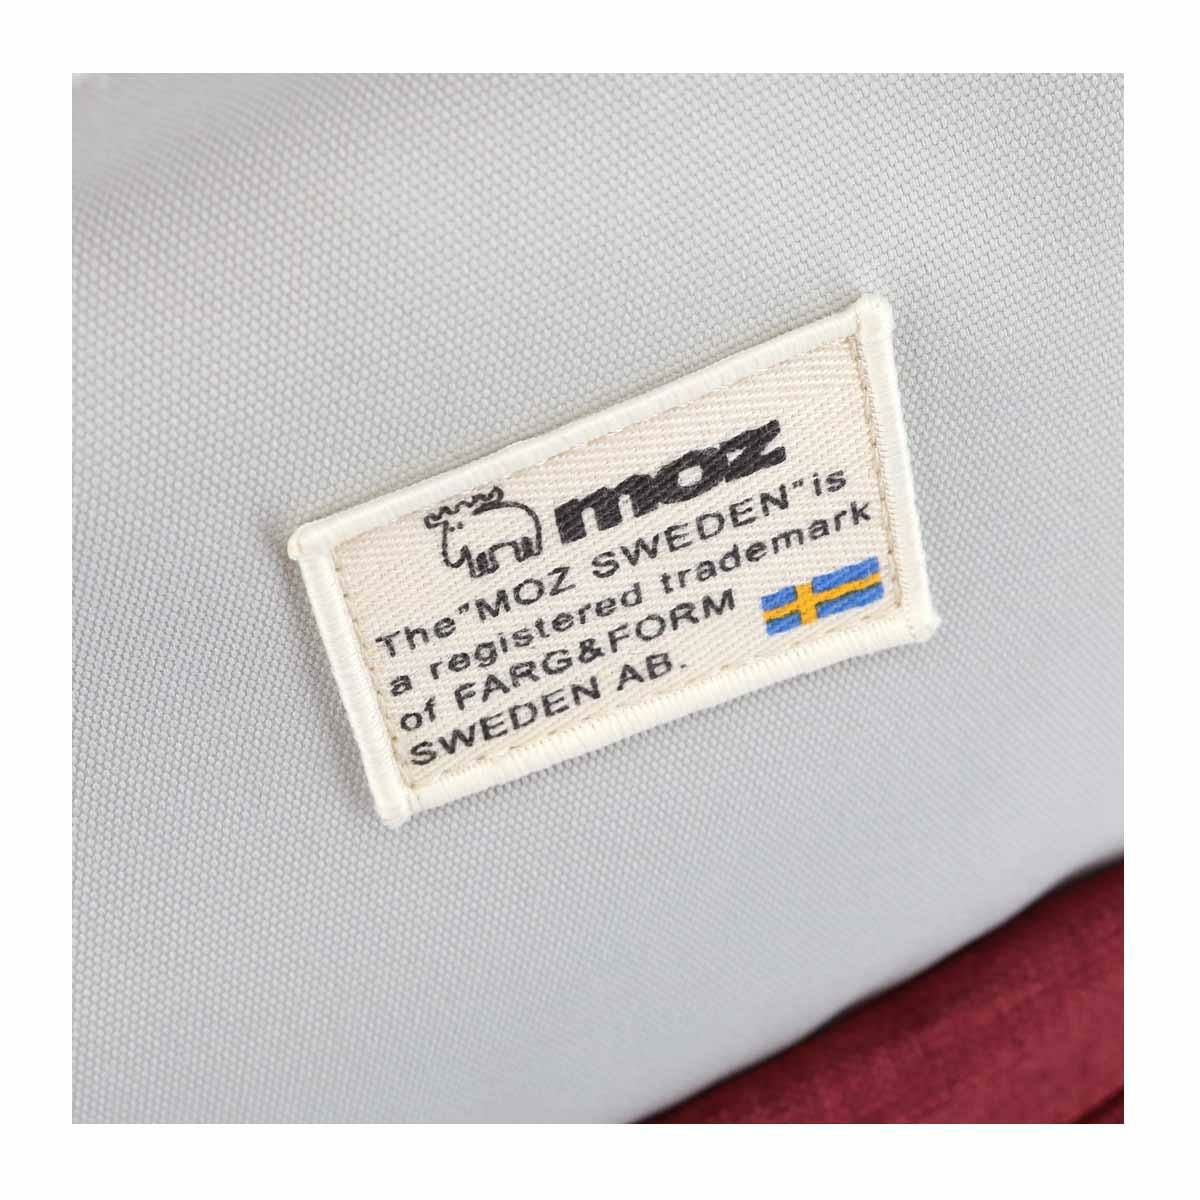 moz
The"MOZ SWEDEN"is
a registered trademark
of FARG&FORM
SWEDEN AB.